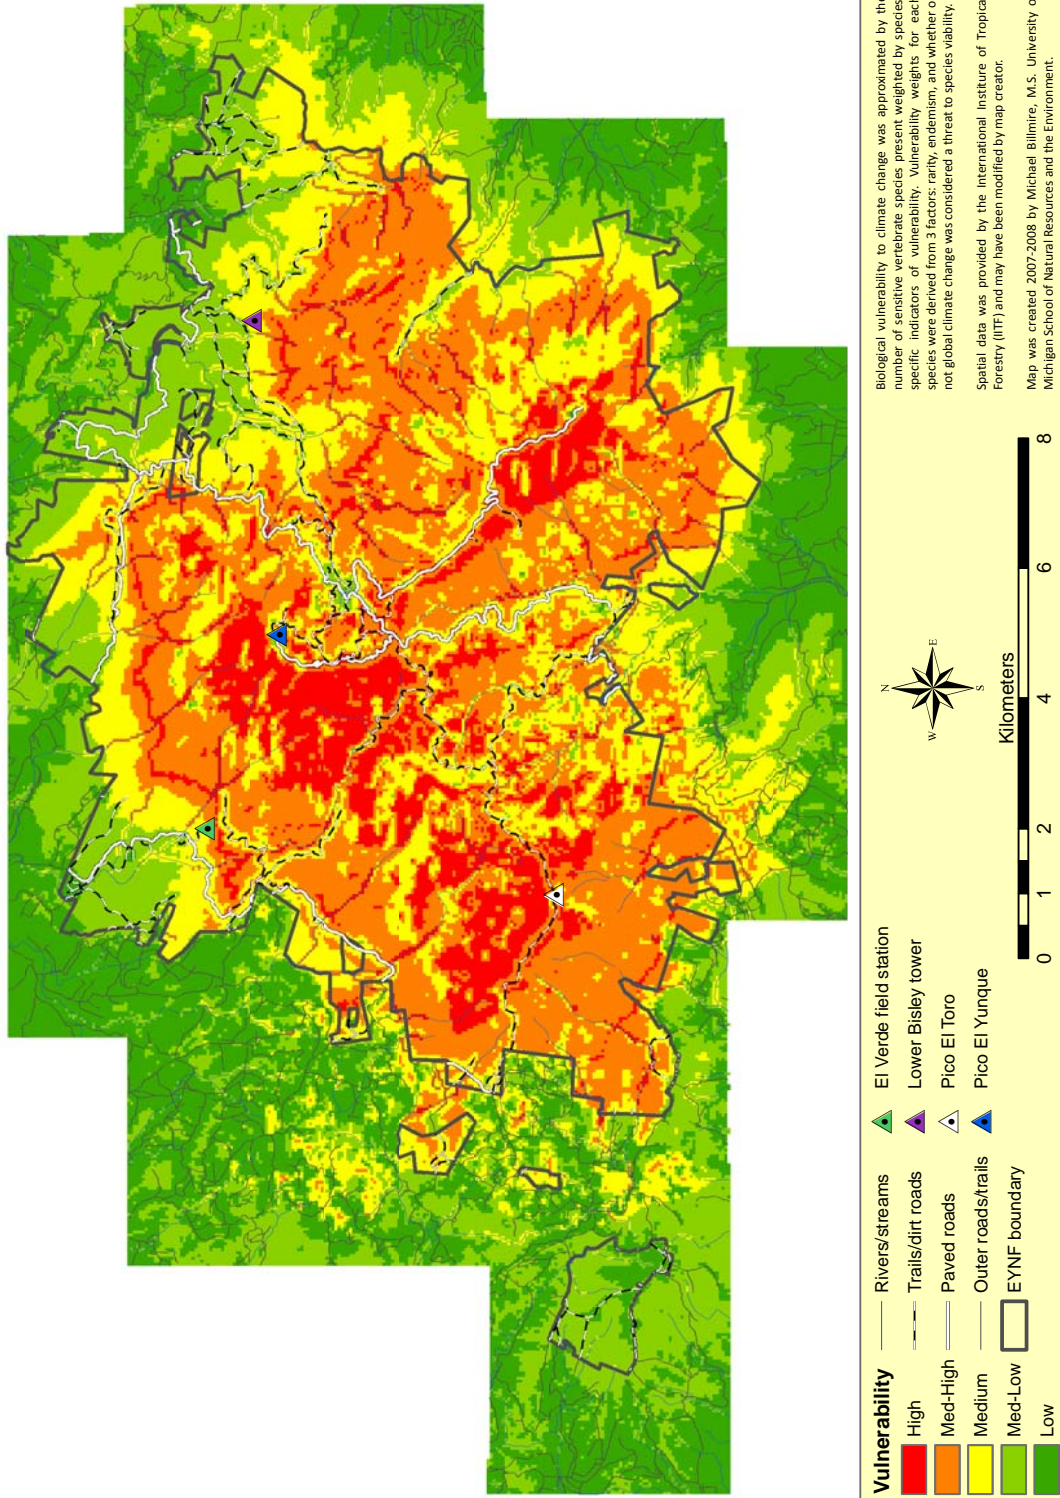 Vulnerability
High
Med-High
Medium
Med-Low
Low
Rivers/streams
Trails/dirt roads
Paved roads
Outer roads/trails
EYNF boundary
El Verde field station
Lower Bisley tower
Pico El Toro
Pico El Yunque
N
W
E
S
Kilometers
0 1 2 4 6 8
Biological vulnerability to climate change was approximated by the
number of sensitive vertebrate species present weighted by species
specific indicators of vulnerability. Vulnerability weights for each
species were derived from 3 factors: rarity, endemism, and whether o
not global climate change was considered a threat to species viability.
Spatial data was provided by the International Institure of Tropica
Forestry (IITF) and may have been modified by map creator.
Map was created 2007-2008 by Michael Billmire, M.S. University o
Michigan School of Natural Resources and the Environment.